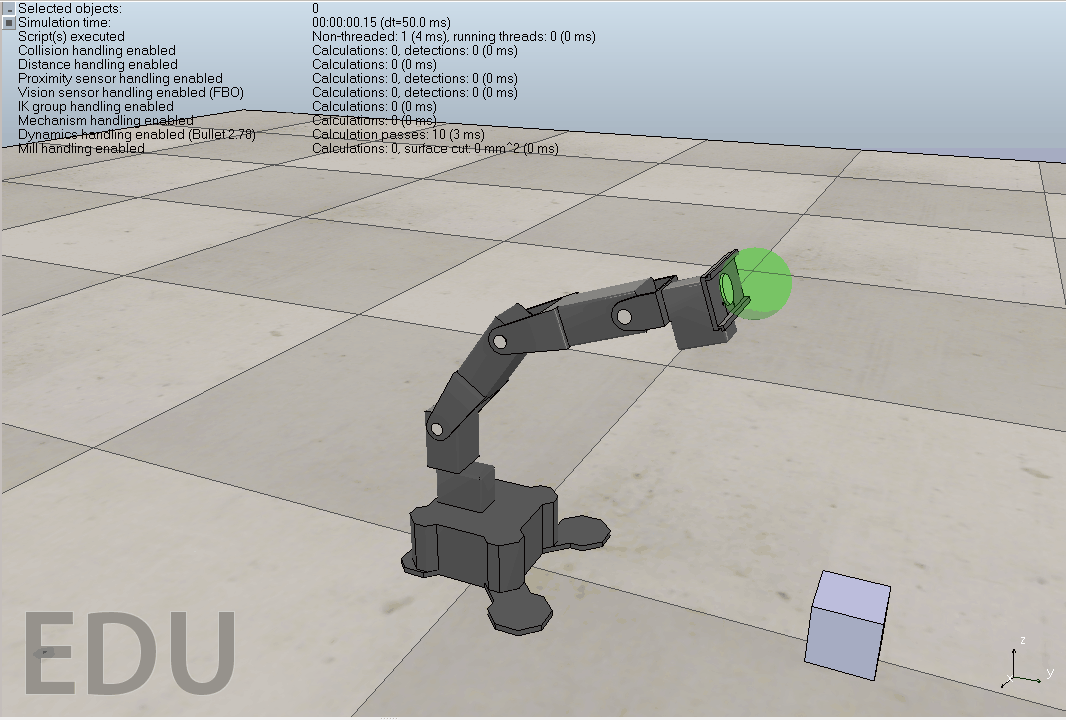 Selected objects: 0
Simulation time: 00:00:00.15 (dt=50.0 ms)
Script(s) executed Non-threaded: 1 (4 ms), running threads: 0 (0 ms)
Collision handling enabled Calculations: 0, detections: 0 (0 ms)
Distance handling enabled Calculations: 0 (0 ms)
Proximity sensor handling enabled Calculations: 0, detections: 0 (0 ms)
Vision sensor handling enabled (FBO) Calculations: 0, detections: 0 (0 ms)
IK group handling enabled Calculations: 0 (0 ms)
Mechanism handling enabled Calculations: 0 (0 ms)
Dynamics handling enabled (Bullet 2.78) Calculation passes: 10 (3 ms)
Mill handling enabled Calculations: 0, surface cut: 0 mm^2 (0 ms)
EDU
z
x
y